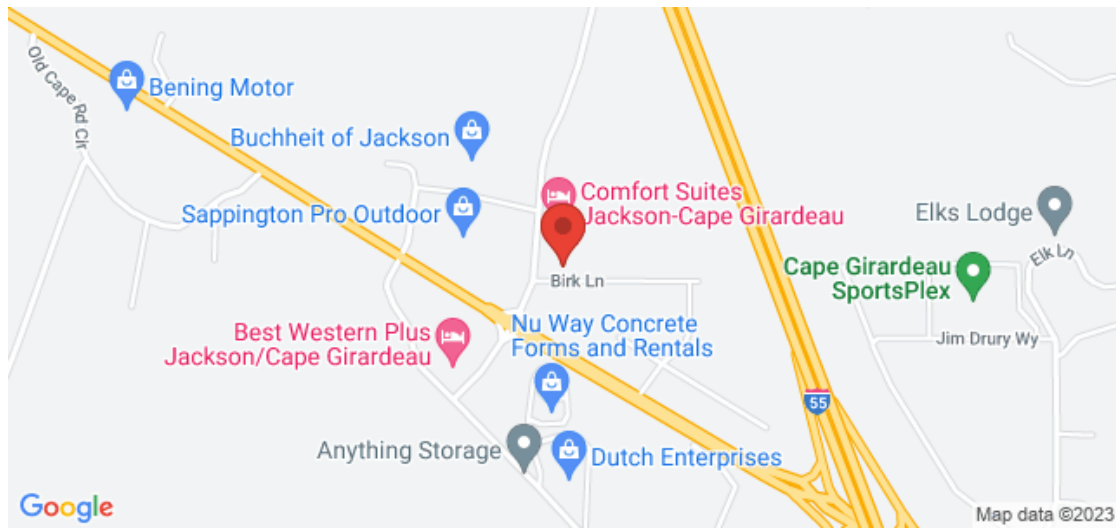 Old Cape Rd Cir
Bening Motor
Buchheit of Jackson
Comfort Suites
Jackson-Cape Girardeau
Sappington Pro Outdoor
Elks Lodge
Elk Ln
Cape Girardeau
SportsPlex
Birk Ln
Nu Way Concrete
Forms and Rentals
Best Western Plus
Jackson/Cape Girardeau
Jim Drury Wy
55
Anything Storage
Dutch Enterprises
Google
Map data ©2023